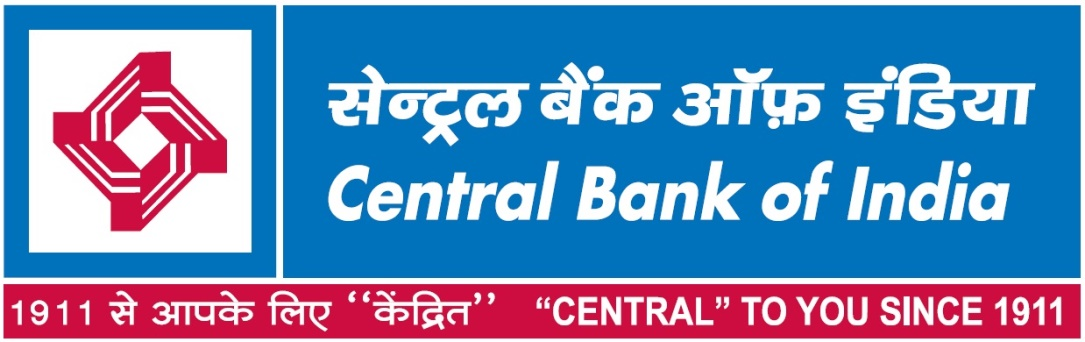 सेन्ट्रल बैंक ऑफ़ इंडिया
Central Bank of India
1911 से आपके लिए ‘‘केंद्रित’’ “CENTRAL” TO YOU SINCE 1911